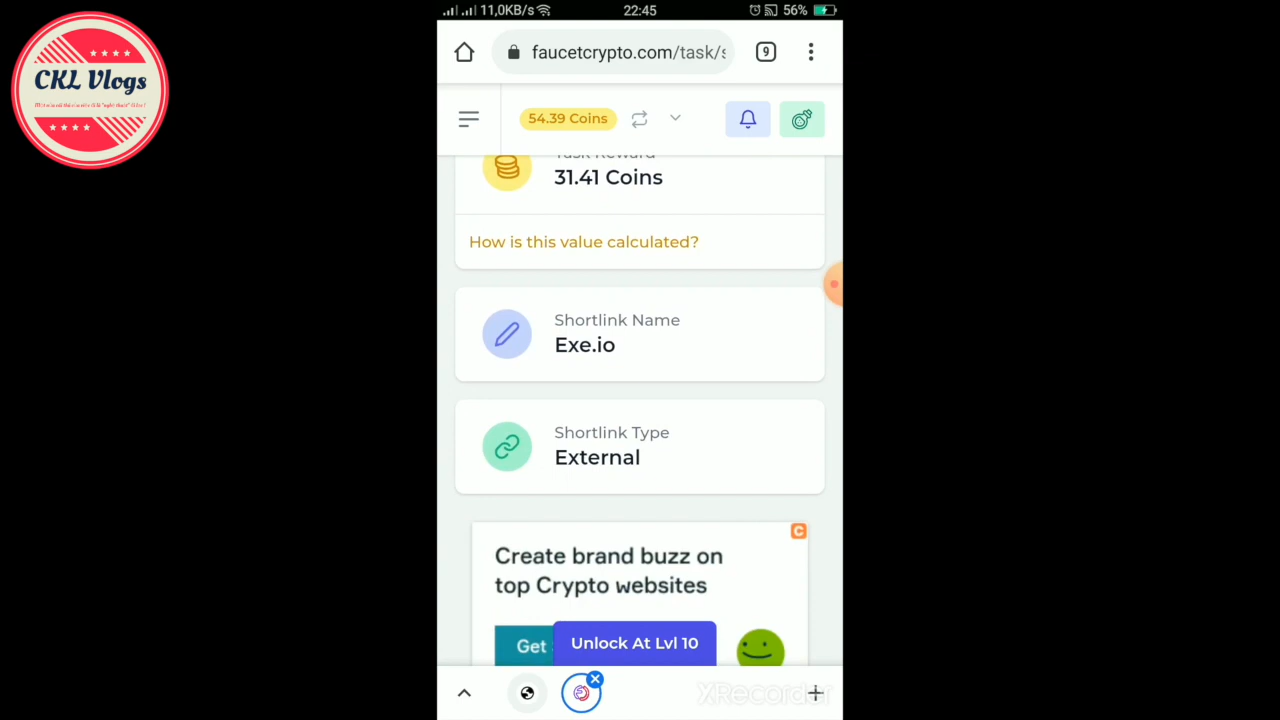 CKL Vlogs
11,0KB/s
22:45
56%
faucetcrypto.com/task/s
9
54.39 Coins
Task Reward
31.41 Coins
How is this value calculated?
Shortlink Name
Exe.io
Shortlink Type
External
C
Create brand buzz on
top Crypto websites
Get
Unlock At Lvl 10
XRecorder